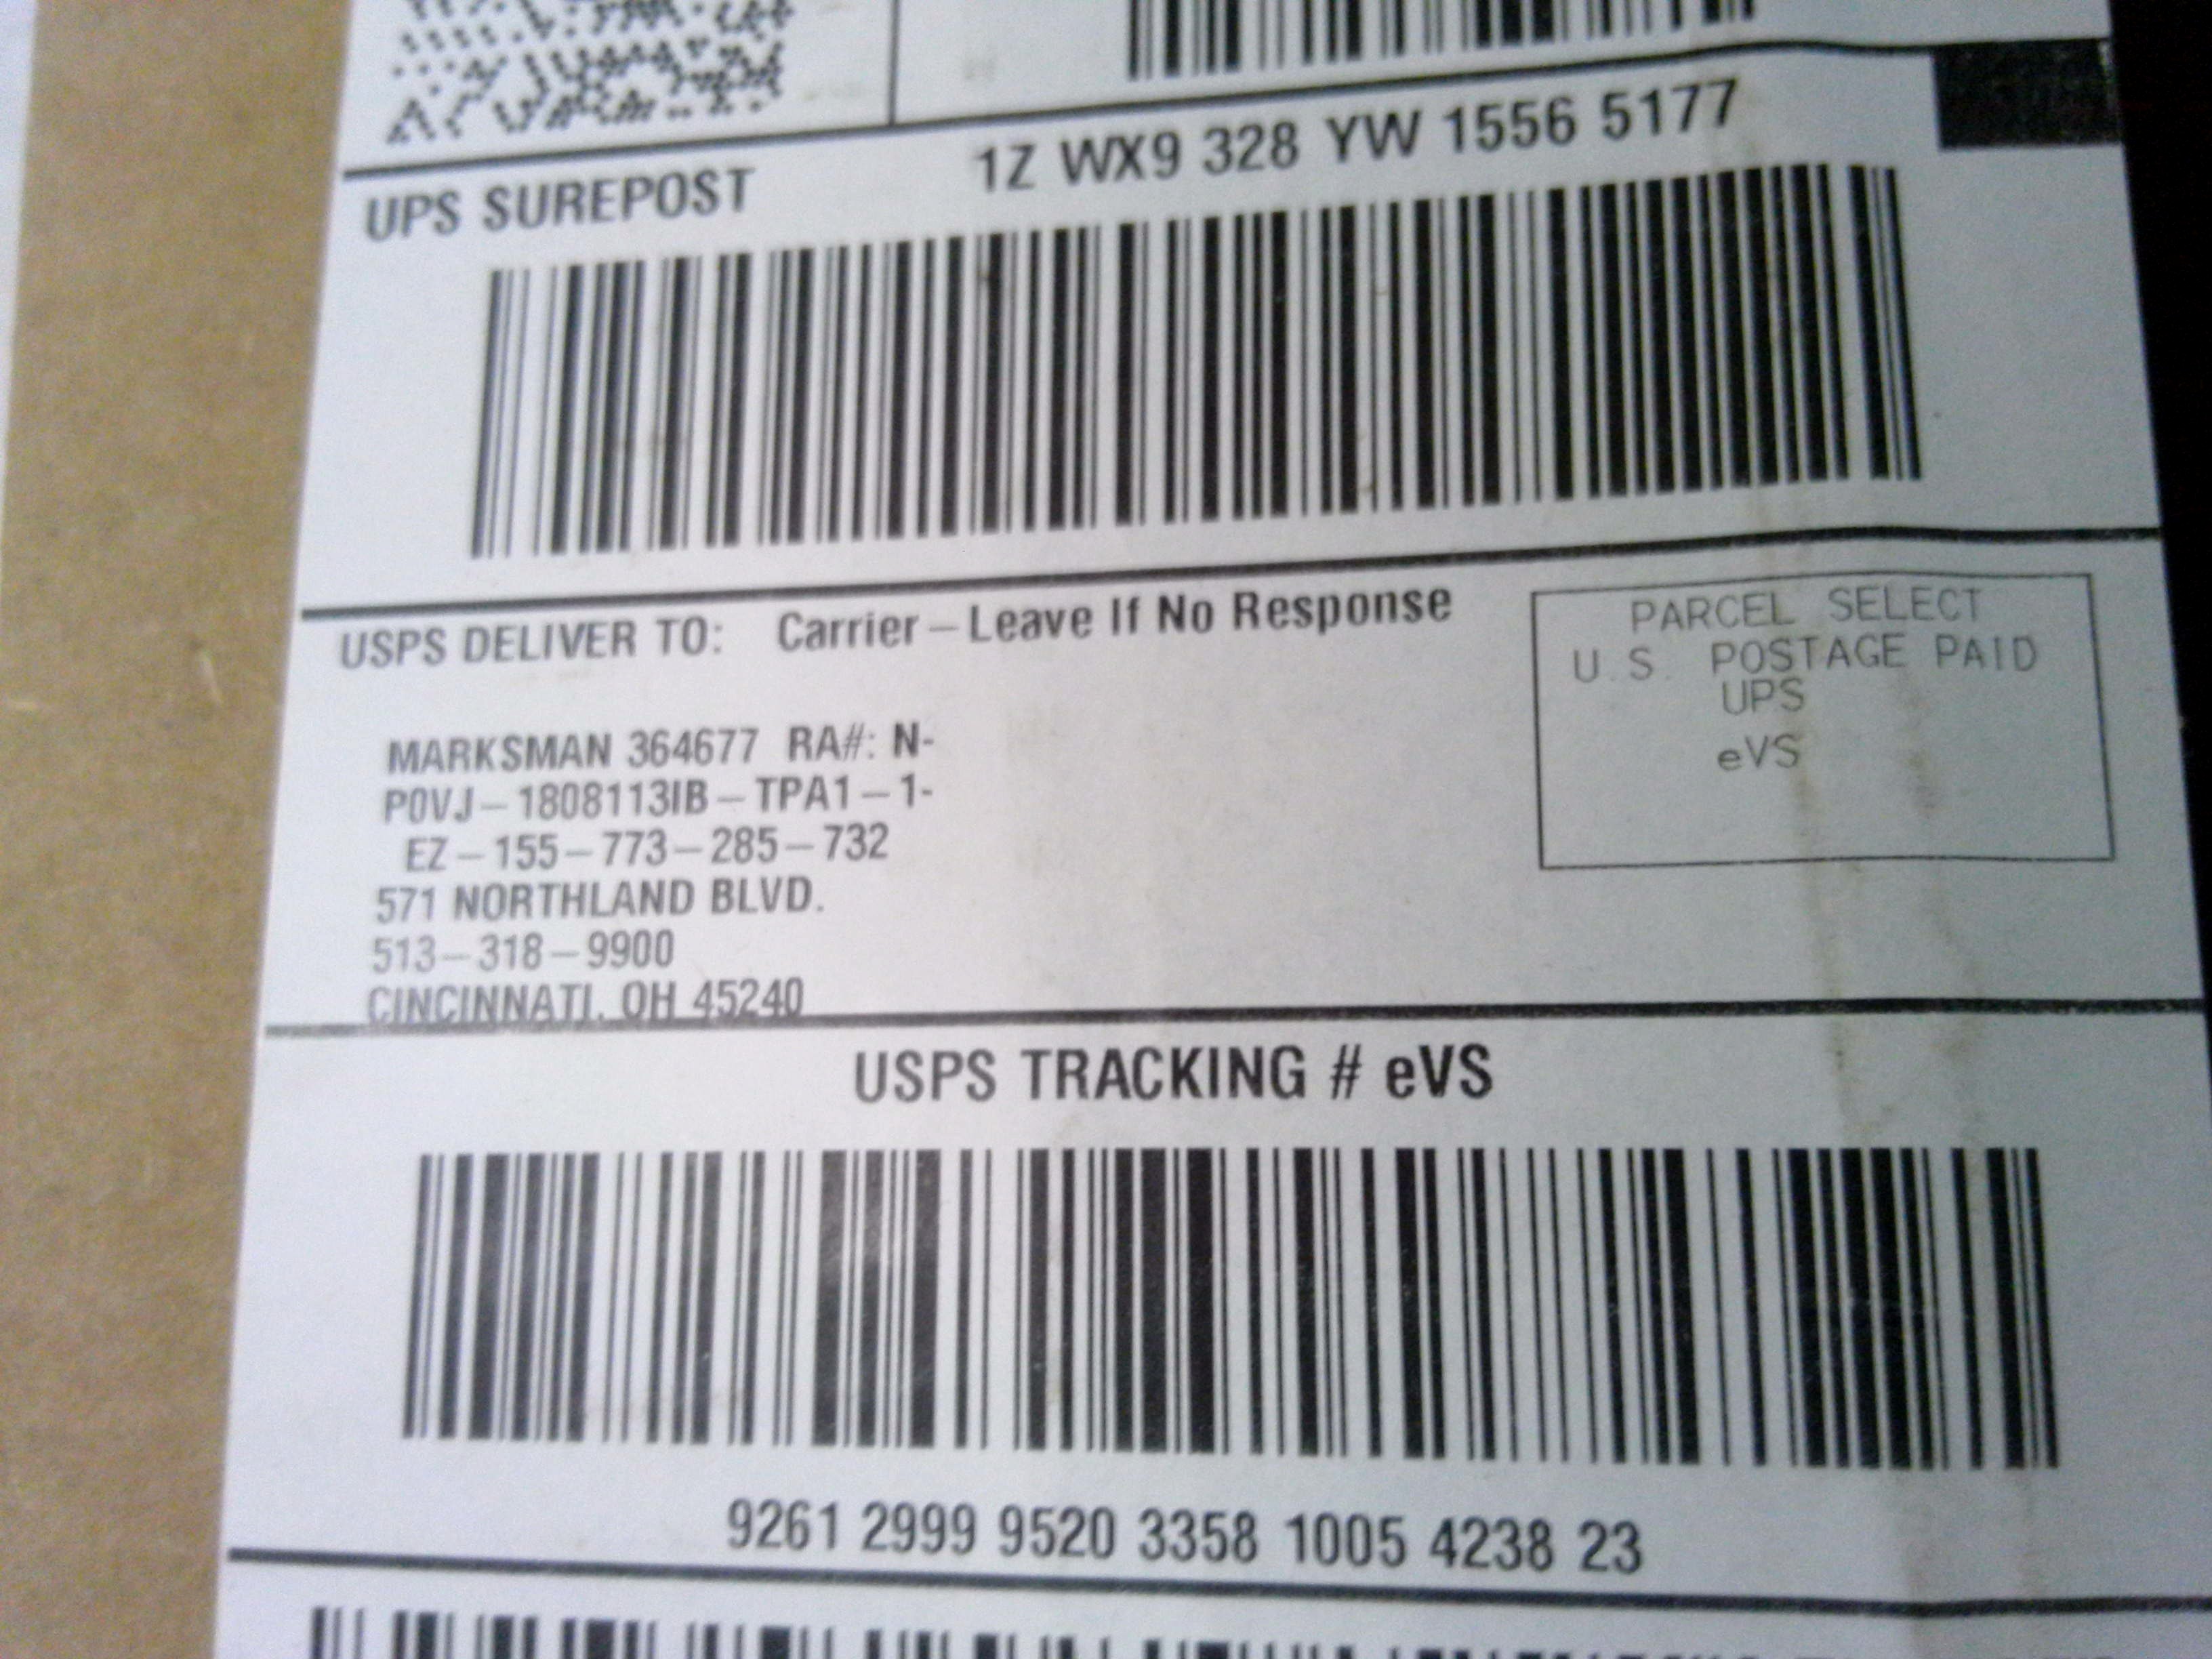 1Z WX9 328 YW 1556 5177
UPS SUREPOST
USPS DELIVER TO: Carrier – Leave If No Response
PARCEL SELECT
U.S. POSTAGE PAID
UPS
eVS
MARKSMAN 364677 RA#: N-
P0VJ – 1808113IB – TPA1 – 1-
EZ – 155 – 773 – 285 – 732
571 NORTHLAND BLVD.
513 – 318 – 9900
CINCINNATI, OH 45240
USPS TRACKING # eVS
9261 2999 9520 3358 1005 4238 23